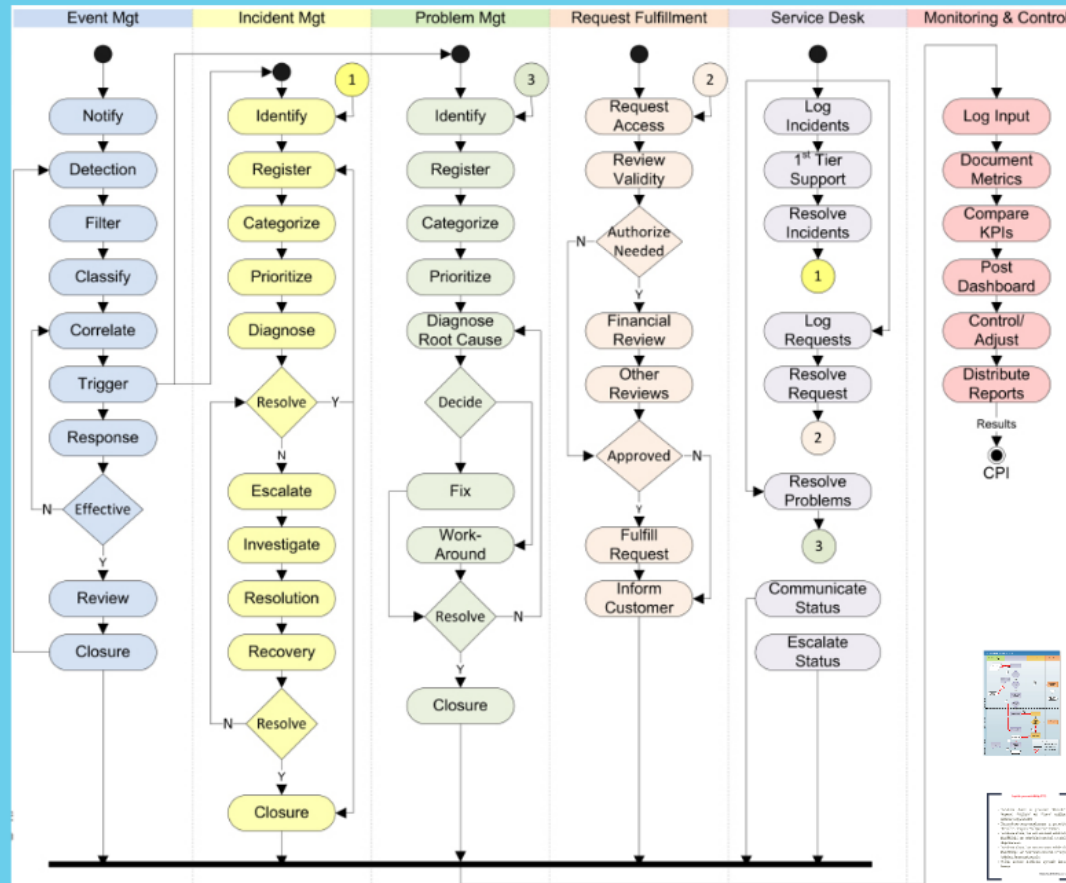 Event Mgt
Incident Mgt
Problem Mgt
Request Fulfillment
Service Desk
Monitoring & Control
Notify
Detection
Filter
Classify
Correlate
Trigger
Response
Effective
N
Y
Review
Closure
1
Identify
Register
Categorize
Prioritize
Diagnose
Resolve
Y
N
Escalate
Investigate
Resolution
Recovery
Resolve
N
Y
Closure
3
Identify
Register
Categorize
Prioritize
Diagnose
Root Cause
Decide
Fix
Work-
Around
Resolve
N
Y
Closure
2
Request
Access
Review
Validity
Authorize
Needed
N
Y
Financial
Review
Other
Reviews
Approved
N
Y
Fulfill
Request
Inform
Customer
Log
Incidents
1st Tier
Support
Resolve
Incidents
1
Log
Requests
Resolve
Request
2
Resolve
Problems
3
Communicate
Status
Escalate
Status
Log Input
Document
Metrics
Compare
KPIs
Post
Dashboard
Control/
Adjust
Distribute
Reports
Results
CPI